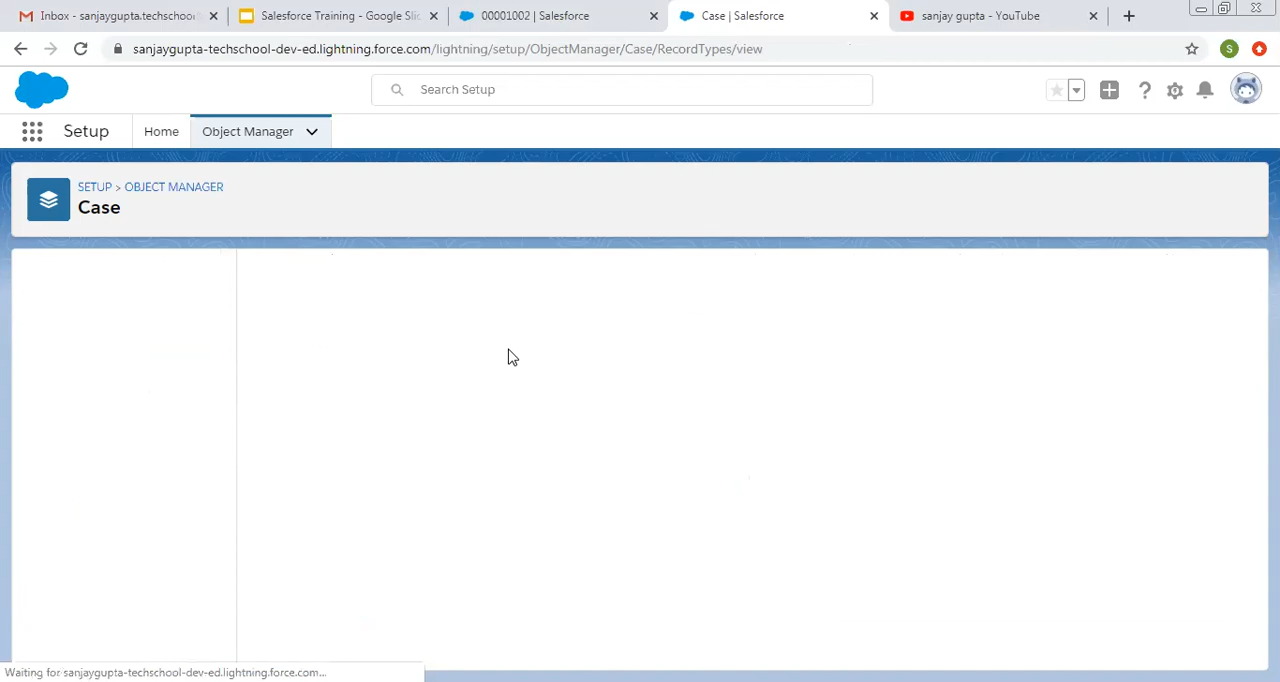 Inbox - sanjaygupta.techschool
Salesforce Training - Google Slic
00001002 | Salesforce
Case | Salesforce
sanjay gupta - YouTube
sanjaygupta-techschool-dev-ed.lightning.force.com/lightning/setup/ObjectManager/Case/RecordTypes/view
S
Search Setup
Setup
Home
Object Manager
SETUP > OBJECT MANAGER
Case
Waiting for sanjaygupta-techschool-dev-ed.lightning.force.com...